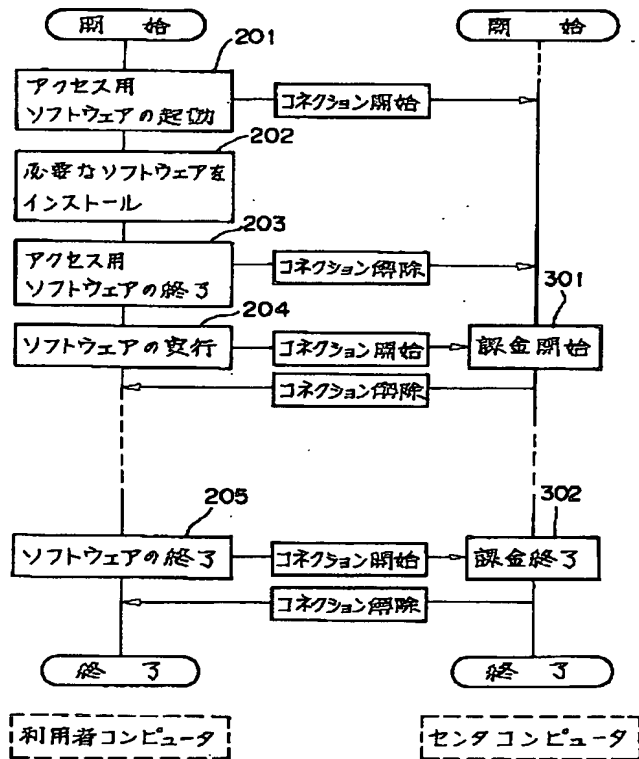 開 始
開 始
201
アクセス用
ソフトウェアの起動
コネクション開始
202
必要なソフトウェアを
インストール
203
アクセス用
ソフトウェアの終了
コネクション解除
204
301
ソフトウェアの実行
コネクション開始
課金開始
コネクション解除
205
302
ソフトウェアの終了
コネクション開始
課金終了
コネクション解除
終 了
終 了
利用者コンピュータ
センタコンピュータ